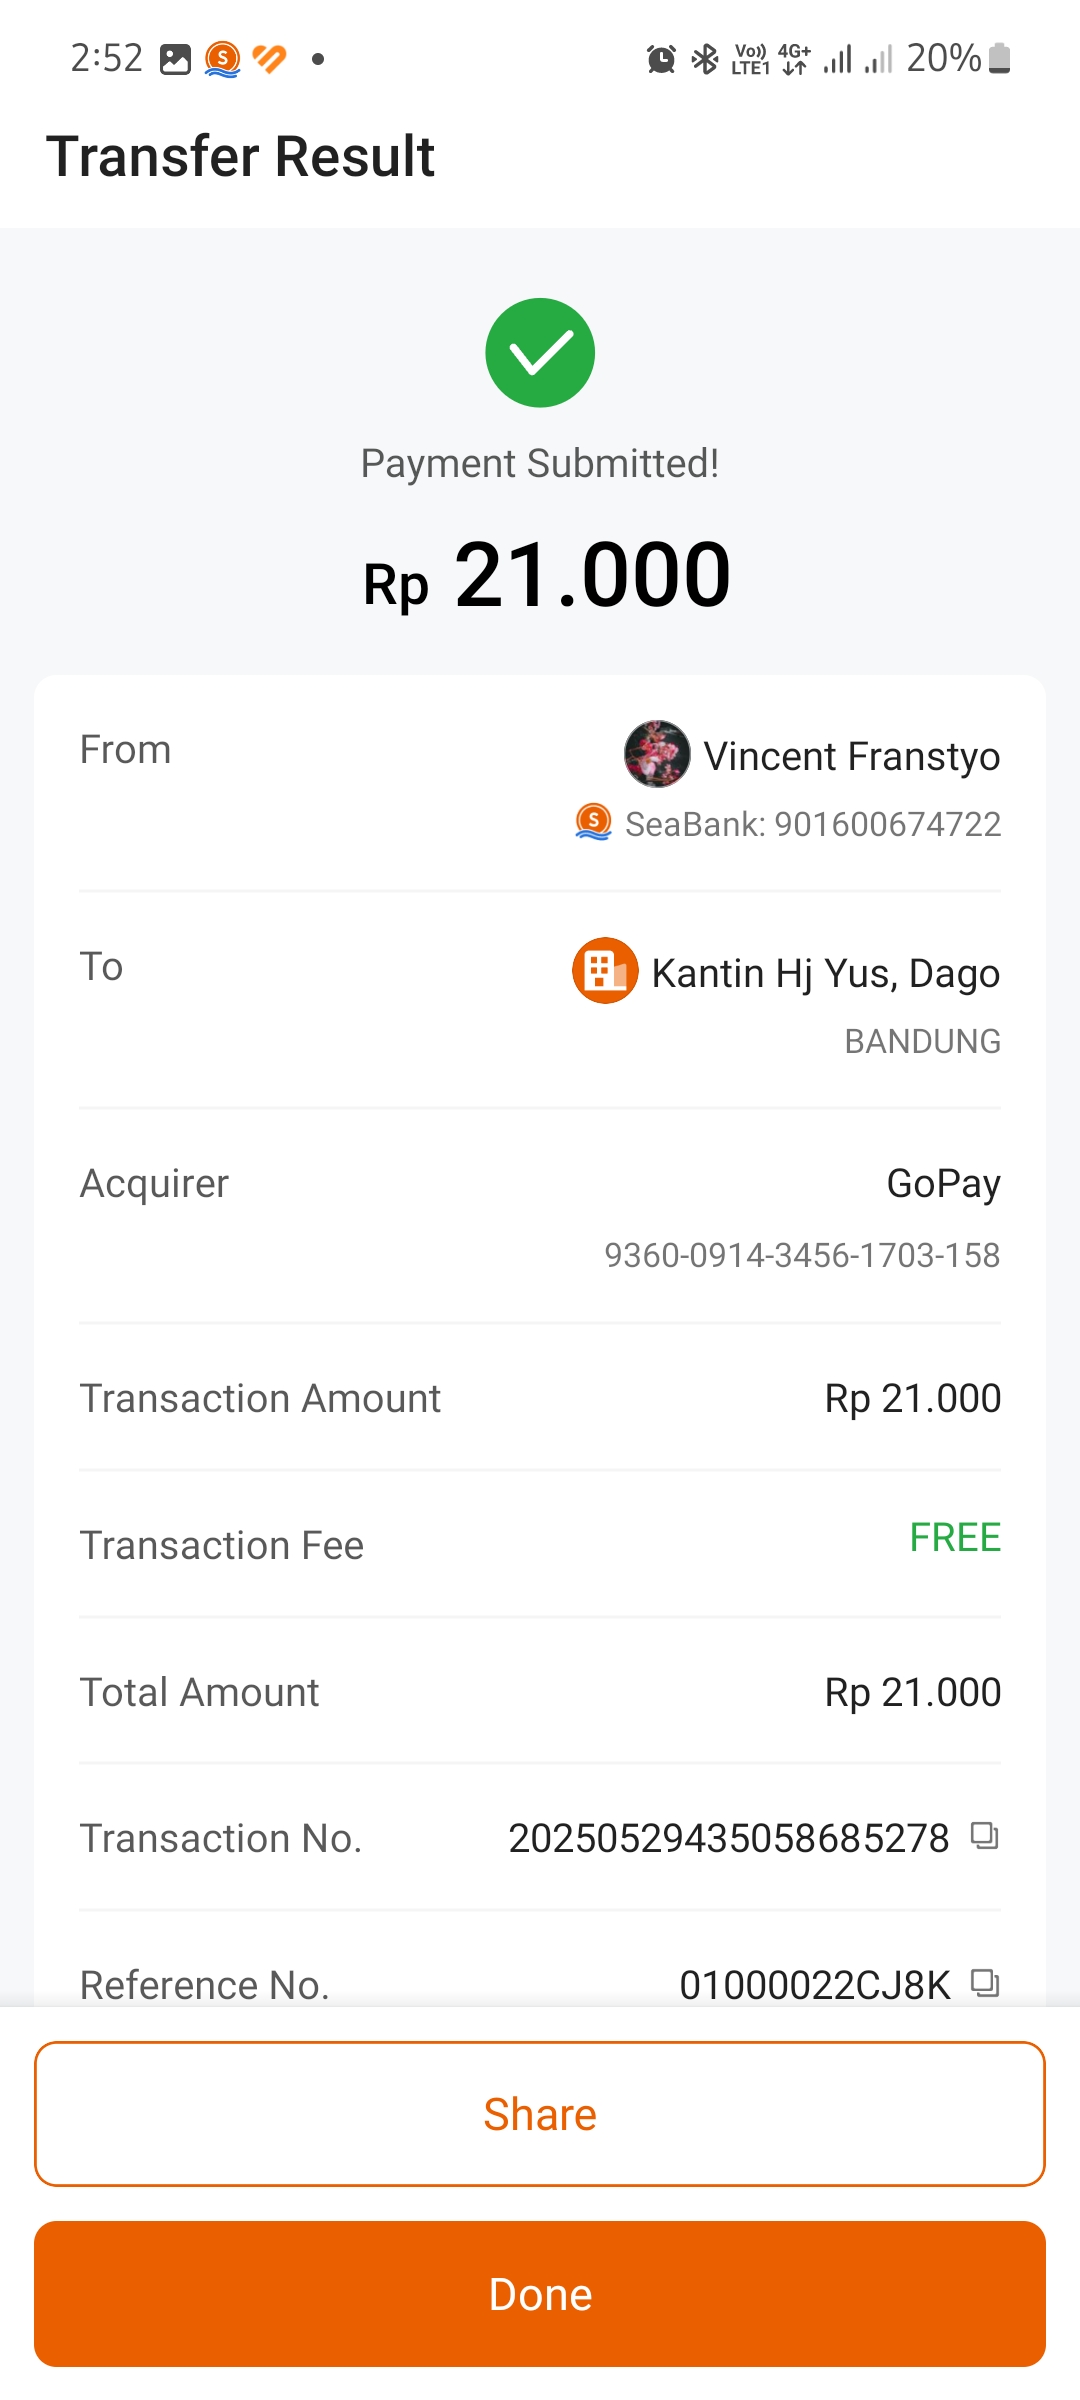 2:52 Vo)) LTE1 4G+ 20%
Transfer Result
Payment Submitted!
Rp 21.000
From Vincent Franstyo
SeaBank: 901600674722
To Kantin Hj Yus, Dago
BANDUNG
Acquirer GoPay
9360-0914-3456-1703-158
Transaction Amount Rp 21.000
Transaction Fee FREE
Total Amount Rp 21.000
Transaction No. 20250529435058685278
Reference No. 01000022CJ8K
Share
Done